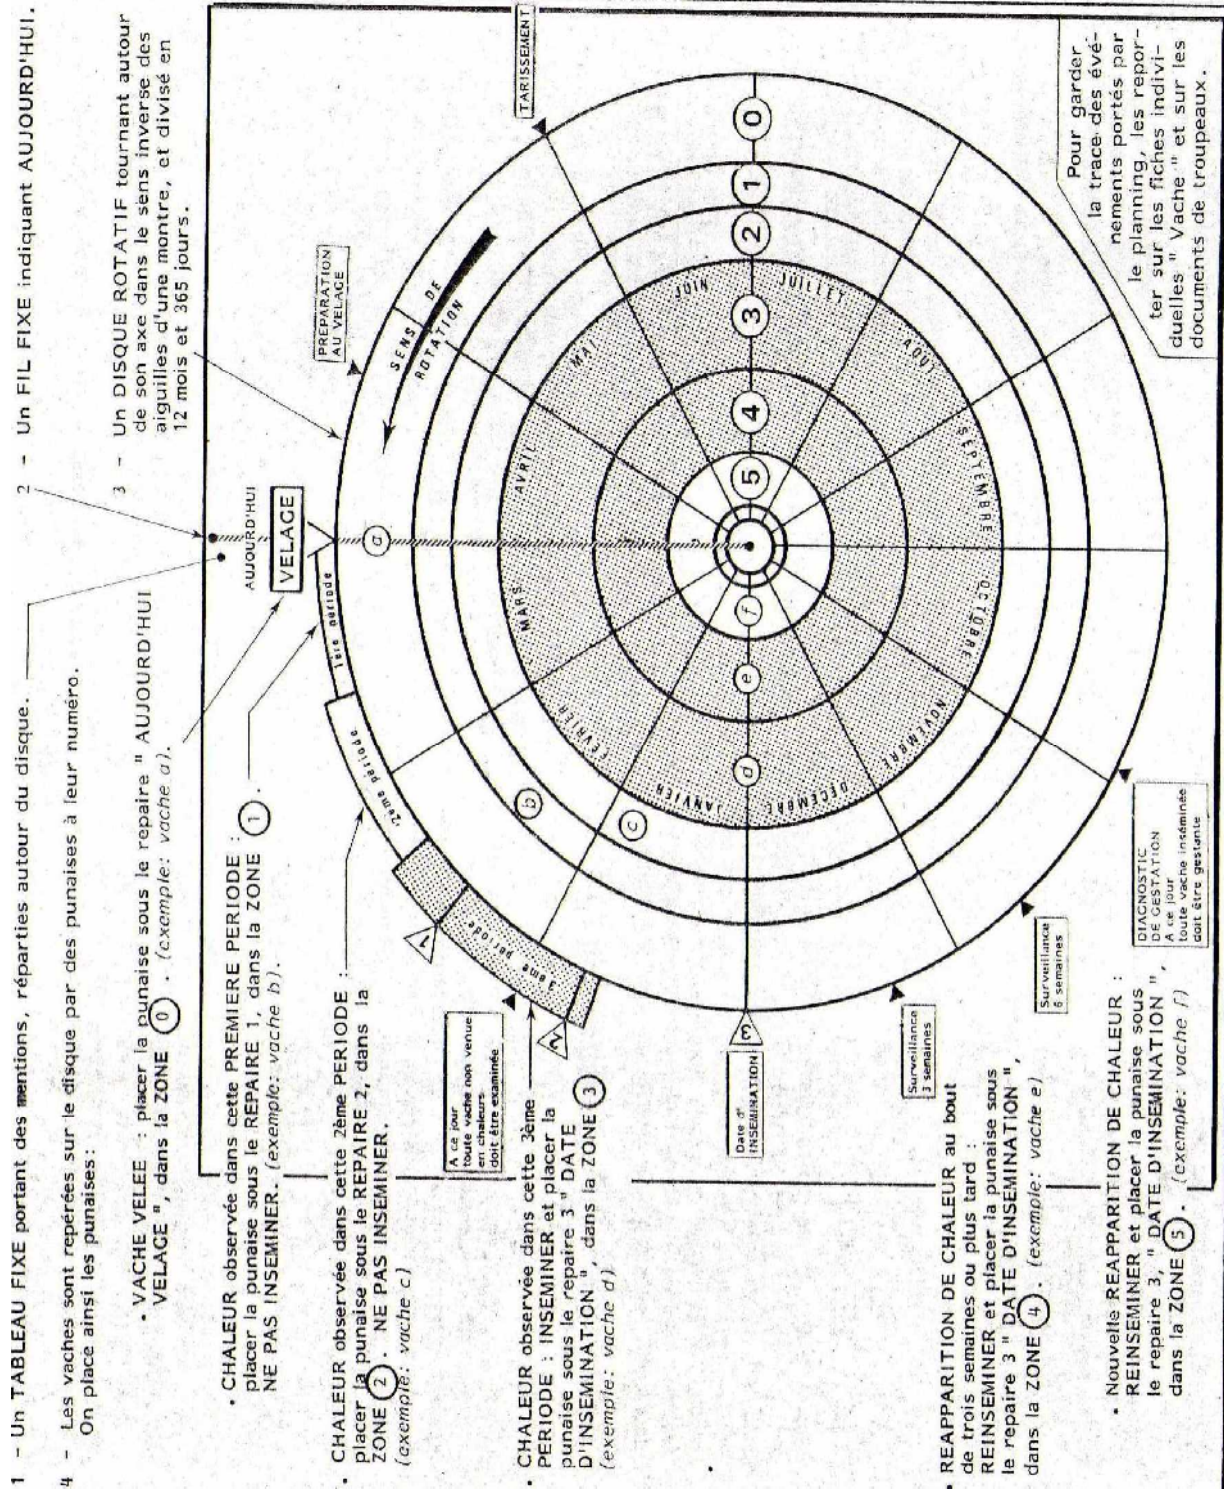 1 - Un TABLEAU FIXE portant des mentions, réparties autour du disque.
2 - Un FIL FIXE indiquant AUJOURD'HUI.
3 - Un DISQUE ROTATIF tournant autour
de son axe dans le sens inverse des
aiguilles d'une montre, et divisé en
12 mois et 365 jours.
4 - Les vaches sont repérées sur le disque par des punaises à leur numéro.
On place ainsi les punaises:
• VACHE VELEE : placer la punaise sous le repaire " AUJOURD'HUI
VELAGE ", dans la ZONE 0 . (exemple: vache a).
• CHALEUR observée dans cette PREMIERE PERIODE :
placer la punaise sous le REPAIRE 1, dans la ZONE 1 .
NE PAS INSEMINER. (exemple: vache b).
• CHALEUR observée dans cette 2ème PERIODE :
placer la punaise sous le REPAIRE 2, dans la
ZONE 2 . NE PAS INSEMINER.
(exemple: vache c)
• CHALEUR observée dans cette 3ème
PERIODE : INSEMINER et placer la
punaise sous le repaire 3 " DATE
D'INSEMINATION", dans la ZONE 3
(exemple: vache d)
• REAPPARITION DE CHALEUR au bout
de trois semaines ou plus tard :
REINSEMINER et placer la punaise sous
le repaire 3 " DATE D'INSEMINATION ",
dans la ZONE 4 . (exemple: vache e)
• Nouvelle REAPPARITION DE CHALEUR :
REINSEMINER et placer la punaise sous
le repaire 3, " DATE D'INSEMINATION ",
dans la ZONE 5 . (exemple: vache f)
AUJOURD'HUI
VELAGE
PREPARATION
AU VELAGE
TARISSEMENT
SENS DE
ROTATION
1ère période
2ème période
3ème période
1
2
3
A ce jour
toute vache non venue
en chaleurs
doit être examinée
Date d'
INSEMINATION
Surveillance
3 semaines
Surveillance
6 semaines
DIAGNOSTIC
DE GESTATION
A ce jour
toute vache inséminée
doit être gestante
JANVIER
FEVRIER
MARS
AVRIL
MAI
JUIN
JUILLET
AOUT
SEPTEMBRE
OCTOBRE
NOVEMBRE
DECEMBRE
a
b
c
d
e
f
5
4
3
2
1
0
Pour garder
la trace des évé-
nements portés par
le planning, les repor-
ter sur les fiches indivi-
duelles " Vache " et sur les
documents de troupeaux.